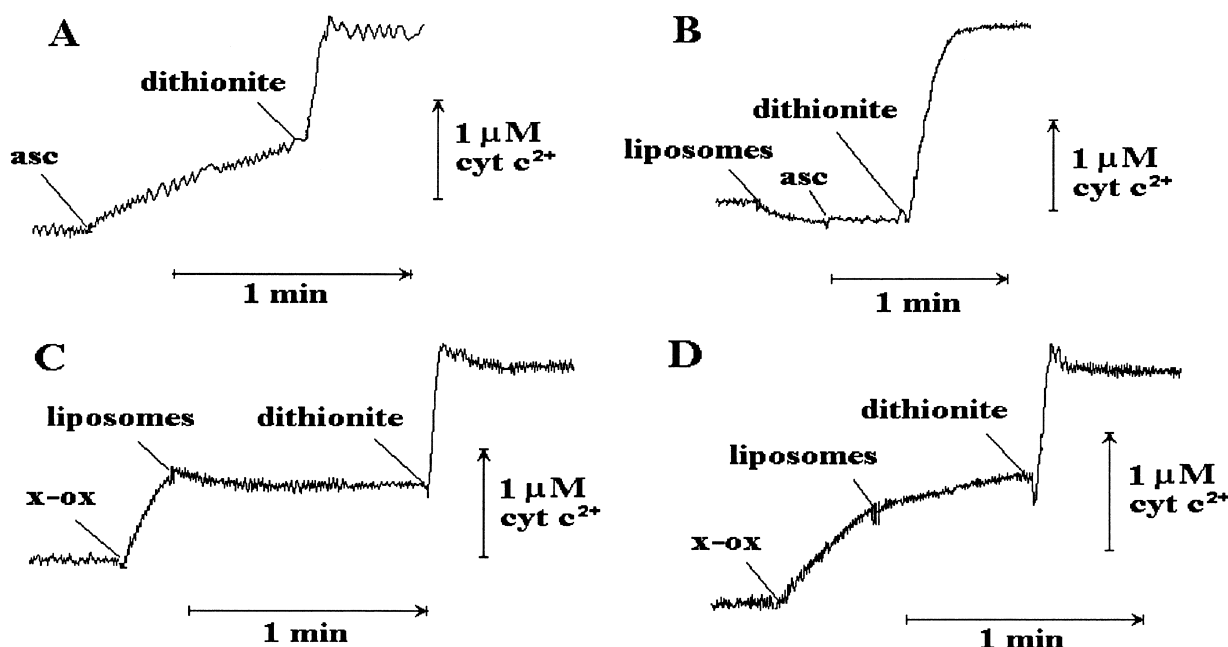 A
dithionite
asc
1 μM
cyt c²⁺
1 min
B
dithionite
liposomes
asc
1 μM
cyt c²⁺
1 min
C
liposomes
dithionite
x-ox
1 μM
cyt c²⁺
1 min
D
dithionite
liposomes
x-ox
1 μM
cyt c²⁺
1 min